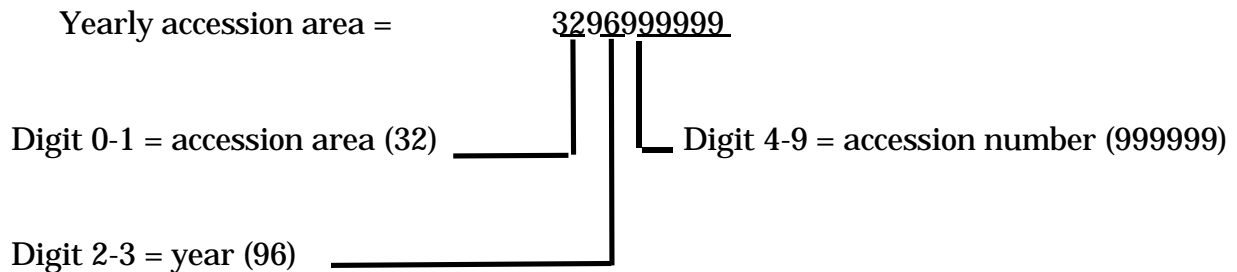 Yearly accession area = 3296999999
Digit 0-1 = accession area (32) Digit 4-9 = accession number (999999)
Digit 2-3 = year (96)